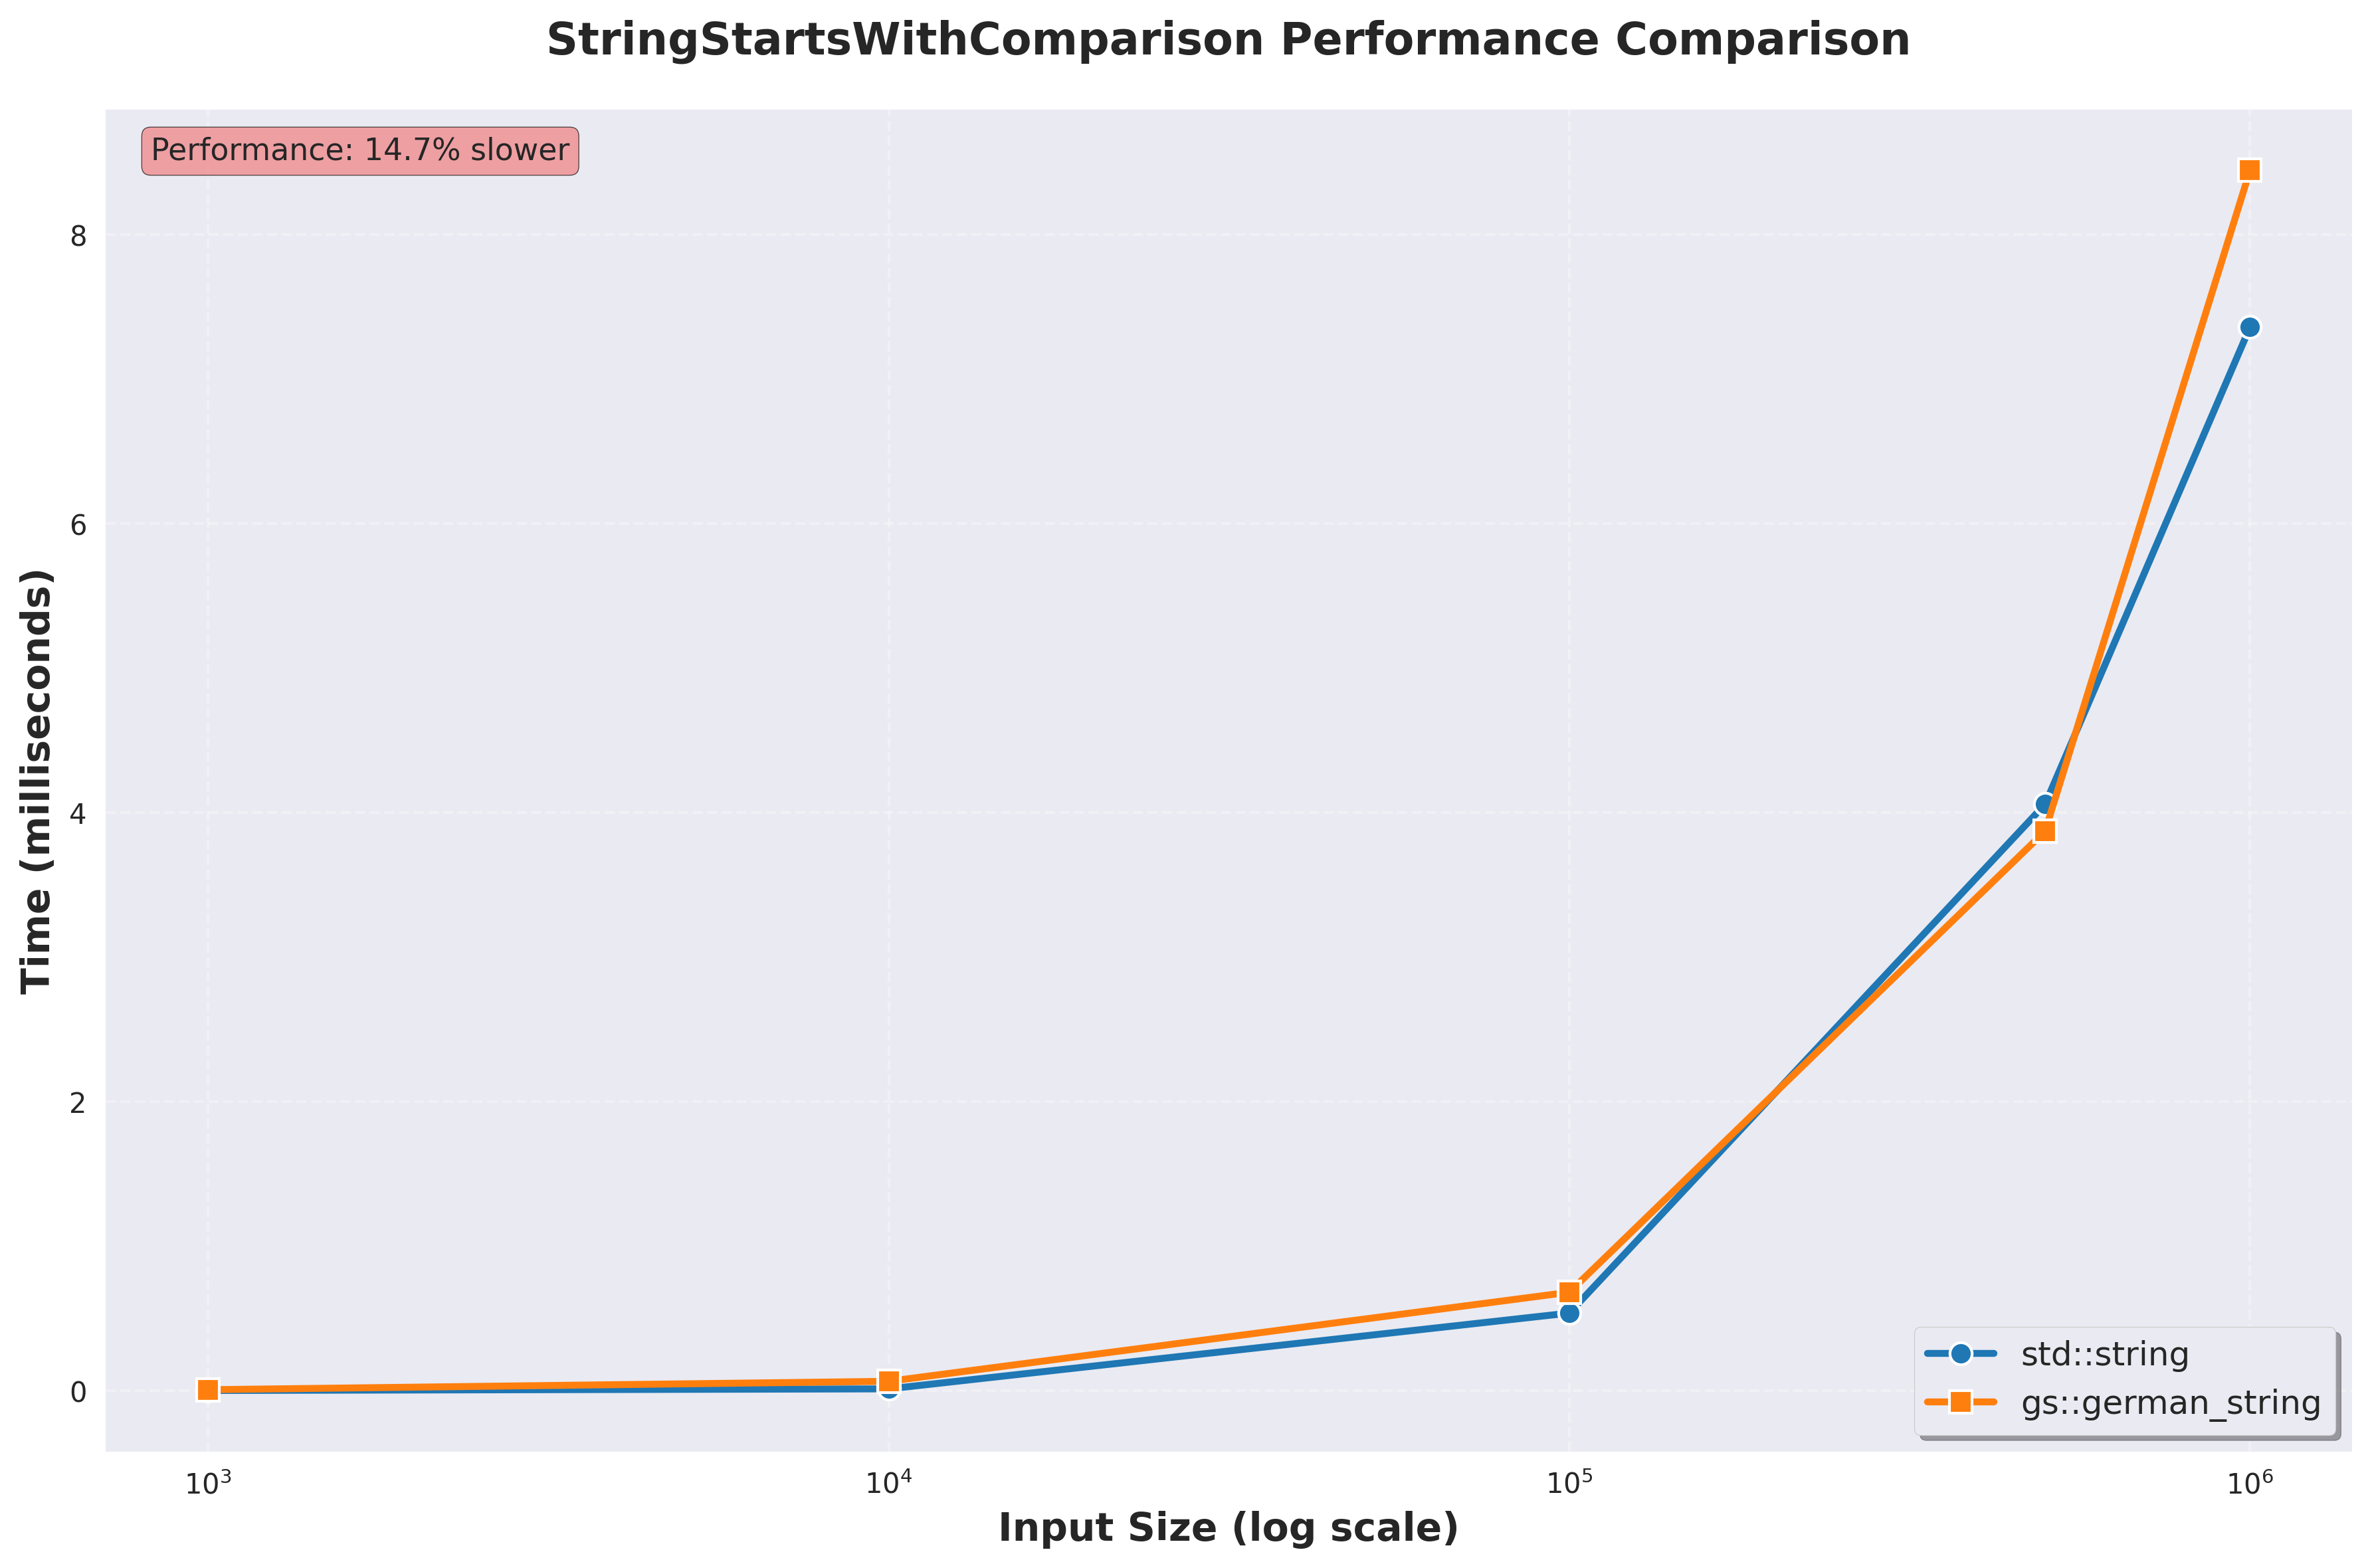 StringStartsWithComparison Performance Comparison
Performance: 14.7% slower
Time (milliseconds)
8
6
4
2
0
10³
10⁴
10⁵
10⁶
Input Size (log scale)
std::string
gs::german_string